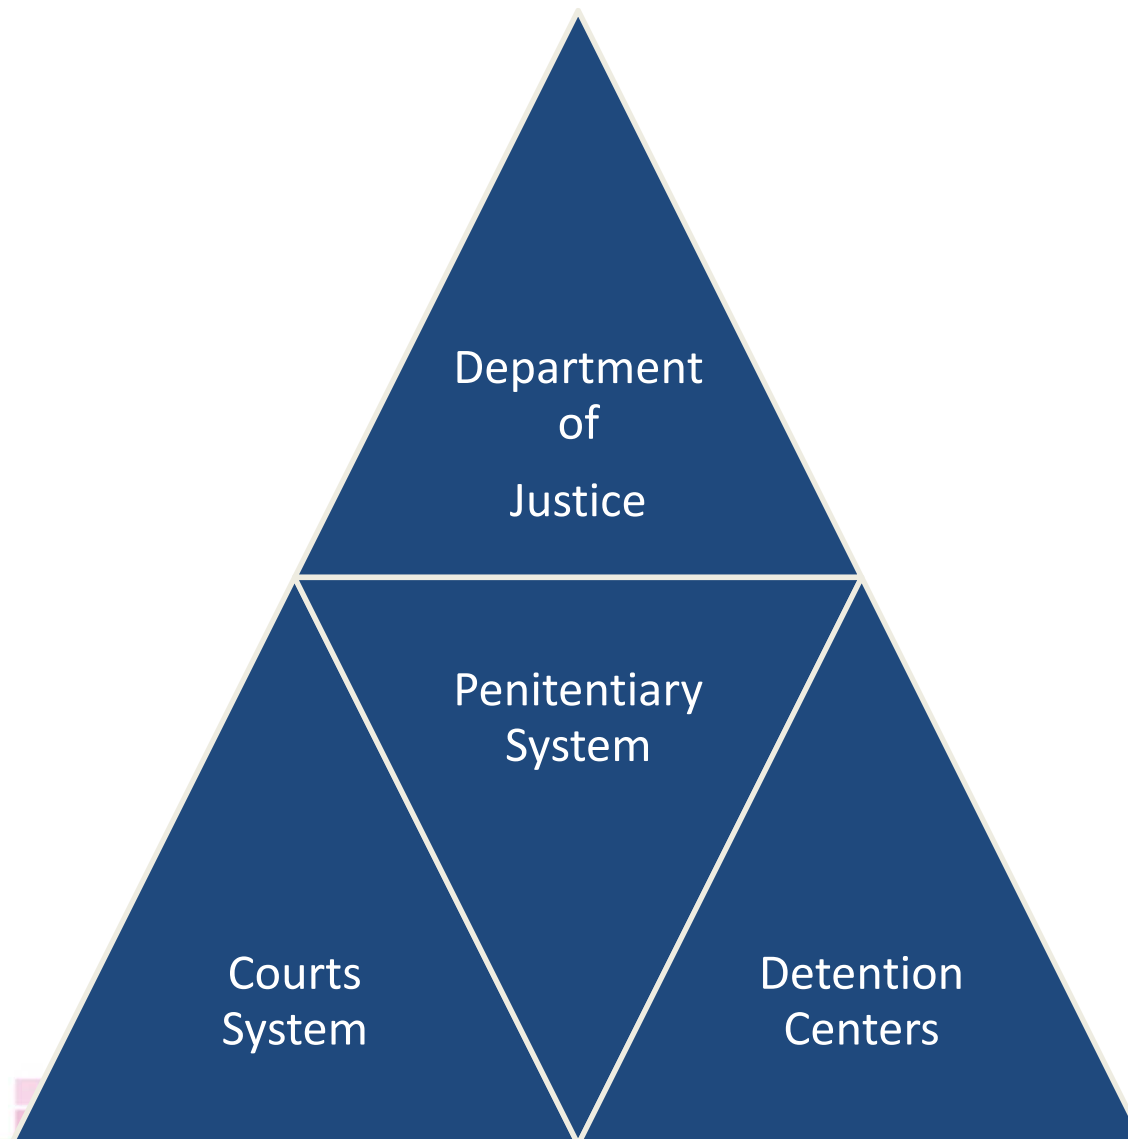 Department
of
Justice
Penitentiary
System
Courts
System
Detention
Centers